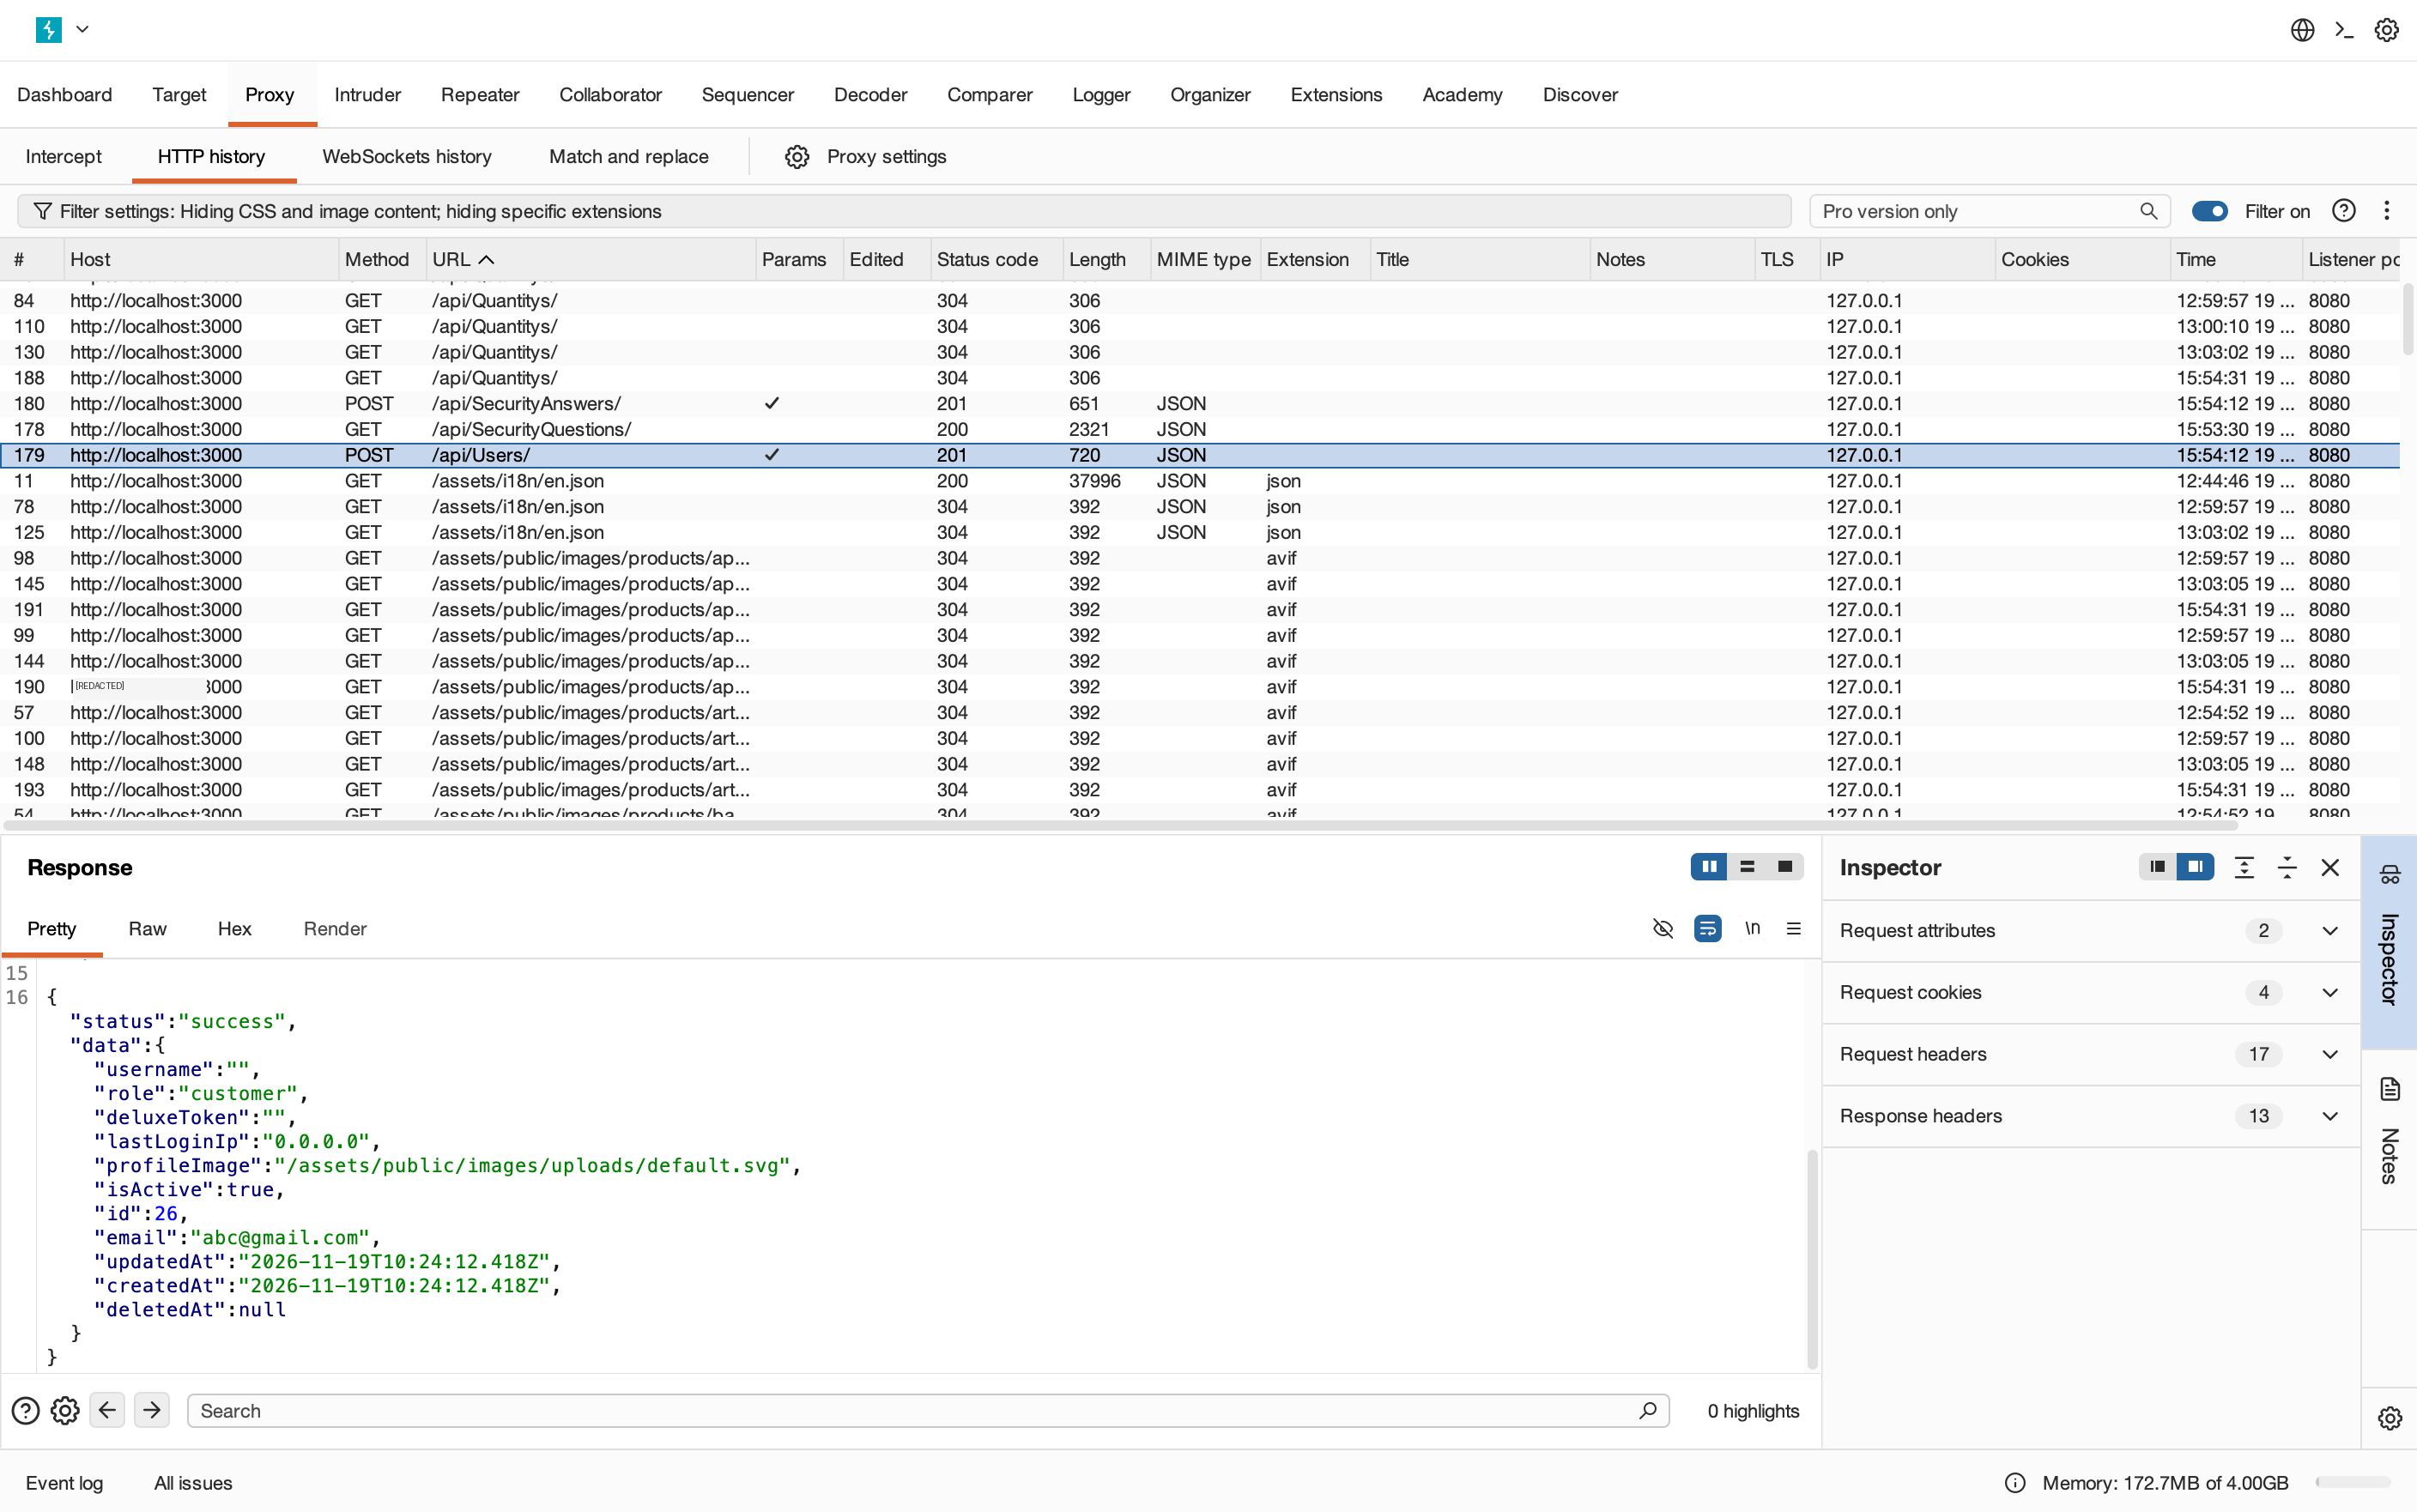 Dashboard Target Proxy Intruder Repeater Collaborator Sequencer Decoder Comparer Logger Organizer Extensions Academy Discover
Intercept HTTP history WebSockets history Match and replace Proxy settings
Filter settings: Hiding CSS and image content; hiding specific extensions Pro version only Filter on
# Host Method URL Params Edited Status code Length MIME type Extension Title Notes TLS IP Cookies Time Listener po
84 http://localhost:3000 GET /api/Quantitys/ 304 306 127.0.0.1 12:59:57 19 ... 8080
110 http://localhost:3000 GET /api/Quantitys/ 304 306 127.0.0.1 13:00:10 19 ... 8080
130 http://localhost:3000 GET /api/Quantitys/ 304 306 127.0.0.1 13:03:02 19 ... 8080
188 http://localhost:3000 GET /api/Quantitys/ 304 306 127.0.0.1 15:54:31 19 ... 8080
180 http://localhost:3000 POST /api/SecurityAnswers/ ✓ 201 651 JSON 127.0.0.1 15:54:12 19 ... 8080
178 http://localhost:3000 GET /api/SecurityQuestions/ 200 2321 JSON 127.0.0.1 15:53:30 19 ... 8080
179 http://localhost:3000 POST /api/Users/ ✓ 201 720 JSON 127.0.0.1 15:54:12 19 ... 8080
11 http://localhost:3000 GET /assets/i18n/en.json 200 37996 JSON json 127.0.0.1 12:44:46 19 ... 8080
78 http://localhost:3000 GET /assets/i18n/en.json 304 392 JSON json 127.0.0.1 12:59:57 19 ... 8080
125 http://localhost:3000 GET /assets/i18n/en.json 304 392 JSON json 127.0.0.1 13:03:02 19 ... 8080
98 http://localhost:3000 GET /assets/public/images/products/ap... 304 392 avif 127.0.0.1 12:59:57 19 ... 8080
145 http://localhost:3000 GET /assets/public/images/products/ap... 304 392 avif 127.0.0.1 13:03:05 19 ... 8080
191 http://localhost:3000 GET /assets/public/images/products/ap... 304 392 avif 127.0.0.1 15:54:31 19 ... 8080
99 http://localhost:3000 GET /assets/public/images/products/ap... 304 392 avif 127.0.0.1 12:59:57 19 ... 8080
144 http://localhost:3000 GET /assets/public/images/products/ap... 304 392 avif 127.0.0.1 13:03:05 19 ... 8080
190 [REDACTED] 3000 GET /assets/public/images/products/ap... 304 392 avif 127.0.0.1 15:54:31 19 ... 8080
57 http://localhost:3000 GET /assets/public/images/products/art... 304 392 avif 127.0.0.1 12:54:52 19 ... 8080
100 http://localhost:3000 GET /assets/public/images/products/art... 304 392 avif 127.0.0.1 12:59:57 19 ... 8080
148 http://localhost:3000 GET /assets/public/images/products/art... 304 392 avif 127.0.0.1 13:03:05 19 ... 8080
193 http://localhost:3000 GET /assets/public/images/products/art... 304 392 avif 127.0.0.1 15:54:31 19 ... 8080
54 http://localhost:3000 GET /assets/public/images/products/ba... 304 392 avif 127.0.0.1 12:54:52 19 ... 8080
Response
Pretty Raw Hex Render \n
15
16 {
"status":"success",
"data":{
"username":"",
"role":"customer",
"deluxeToken":"",
"lastLoginIp":"0.0.0.0",
"profileImage":"/assets/public/images/uploads/default.svg",
"isActive":true,
"id":26,
"email":"abc@gmail.com",
"updatedAt":"2026-11-19T10:24:12.418Z",
"createdAt":"2026-11-19T10:24:12.418Z",
"deletedAt":null
}
}
Search 0 highlights
Inspector
Request attributes 2
Request cookies 4
Request headers 17
Response headers 13
Inspector
Notes
Event log All issues Memory: 172.7MB of 4.00GB